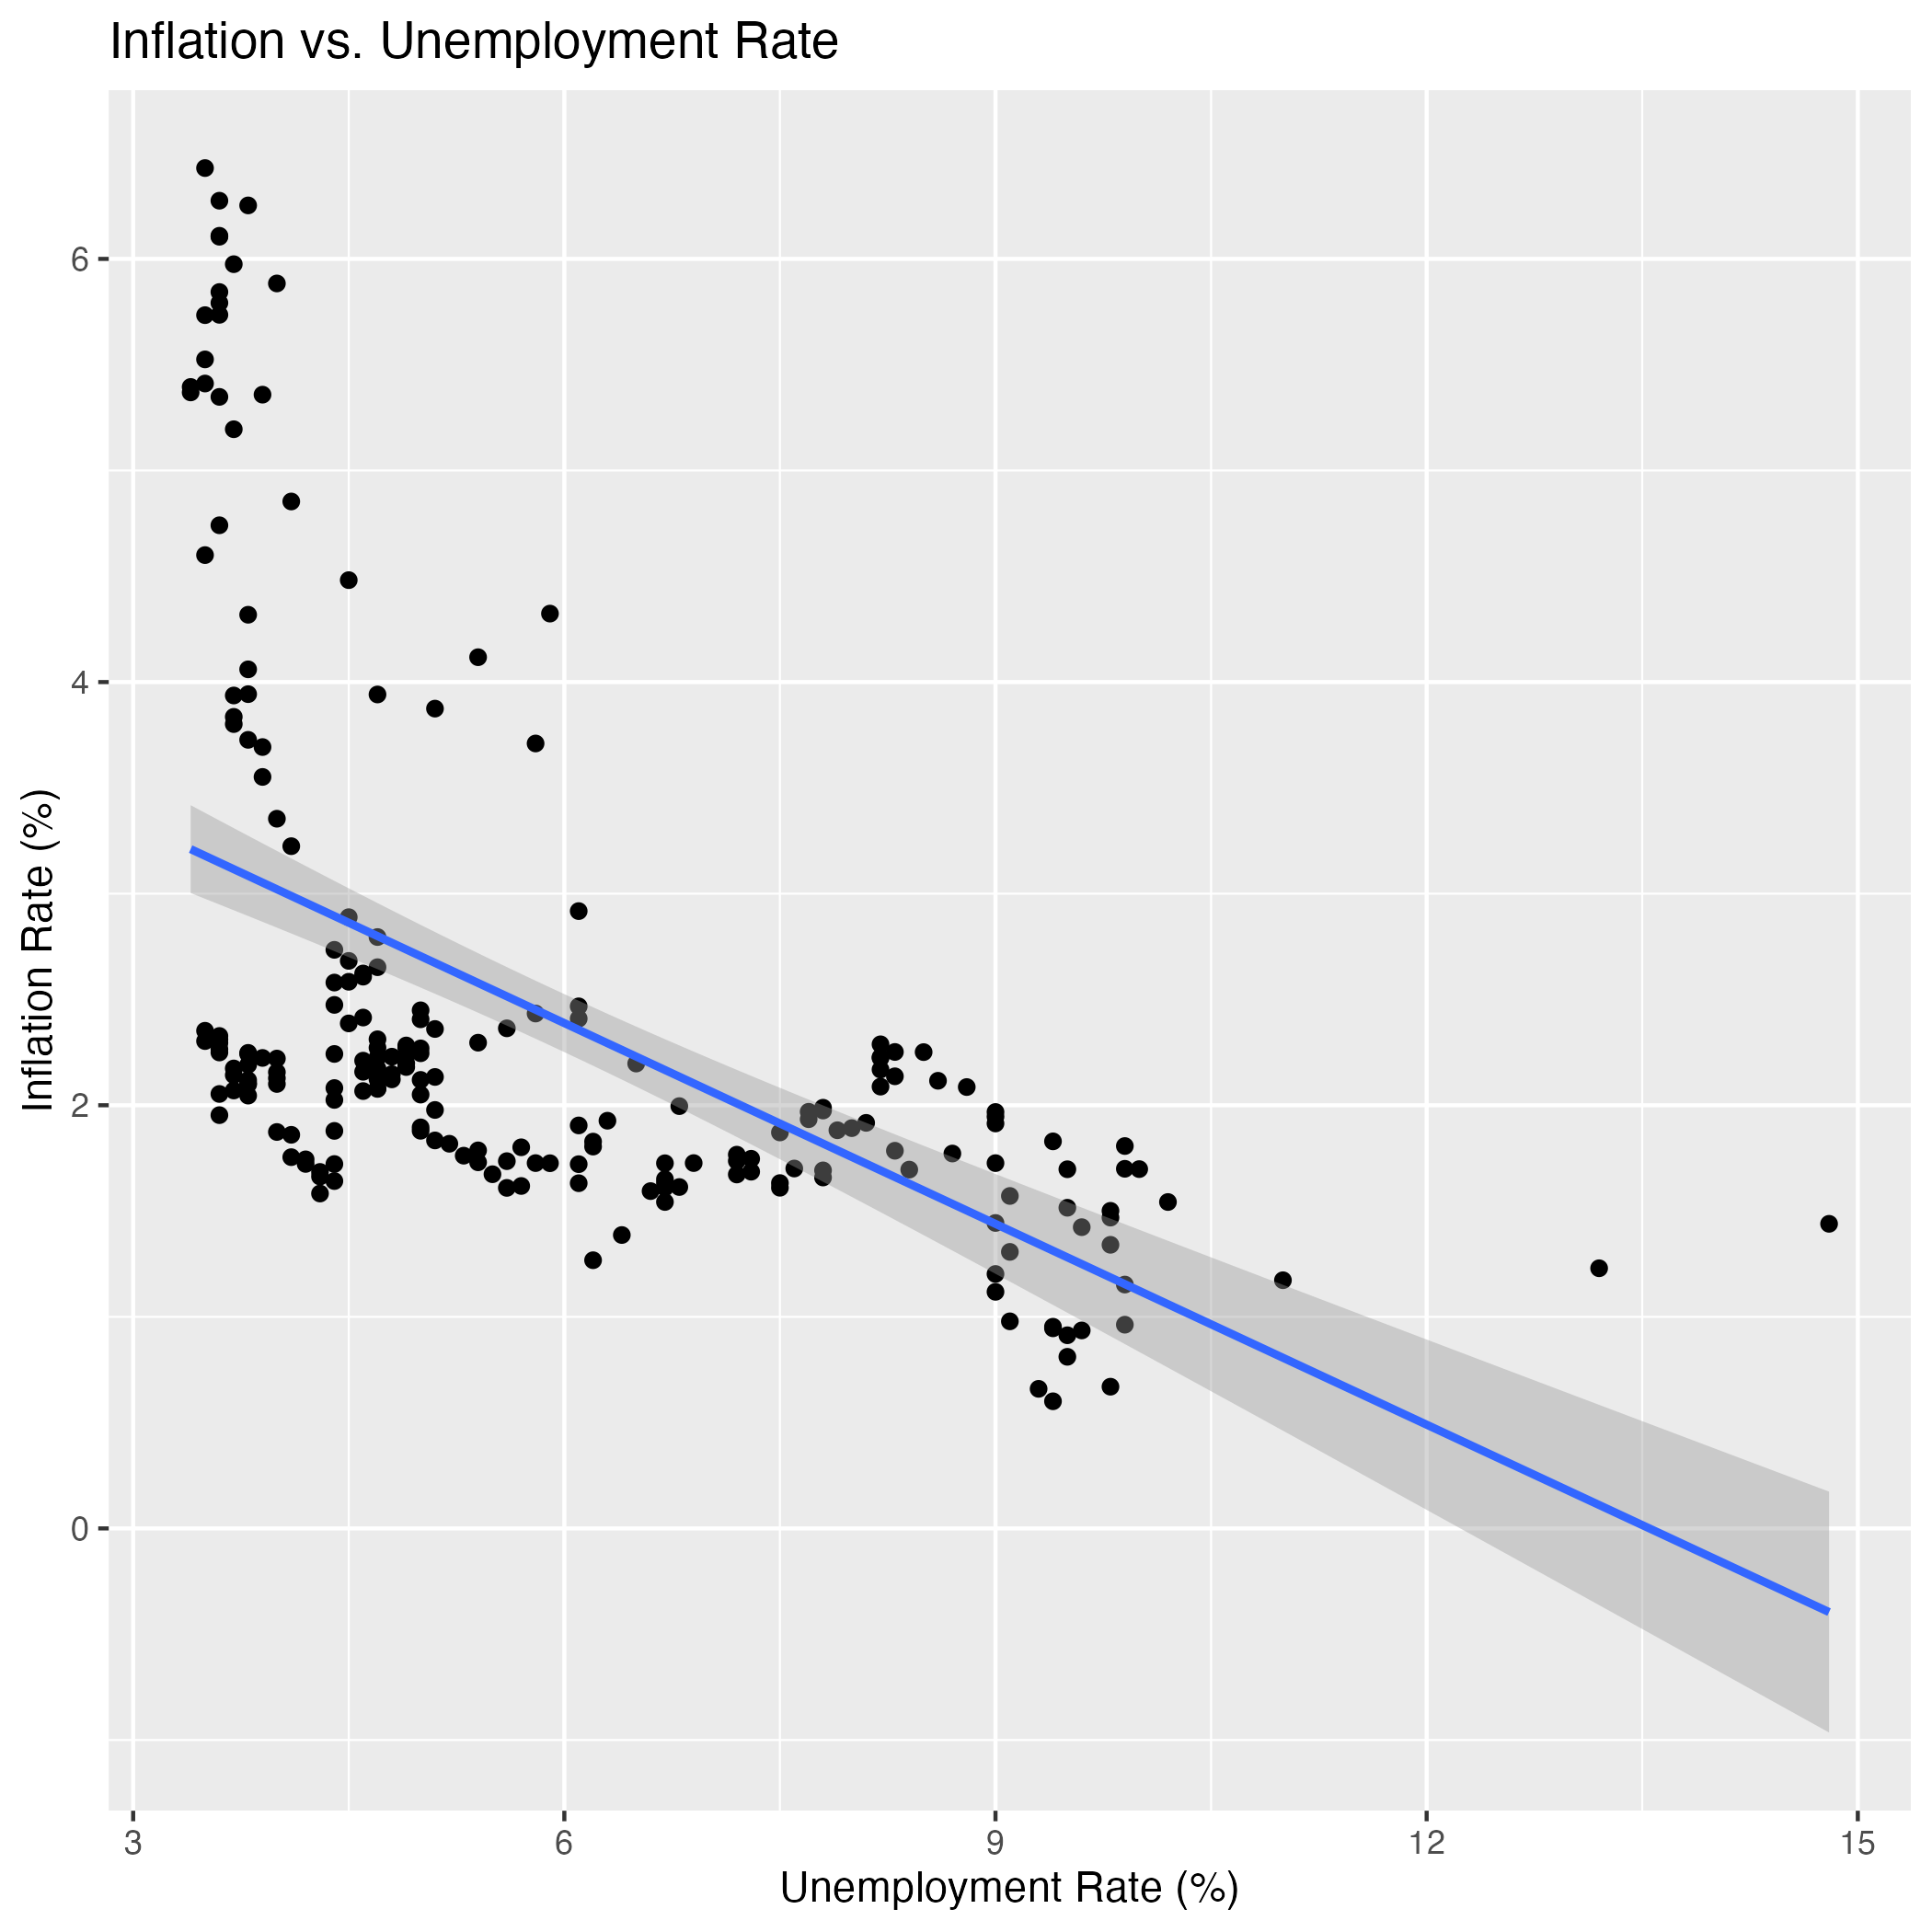 Inflation vs. Unemployment Rate
6
4
2
0
Inflation Rate (%)
3 6 9 12 15
Unemployment Rate (%)